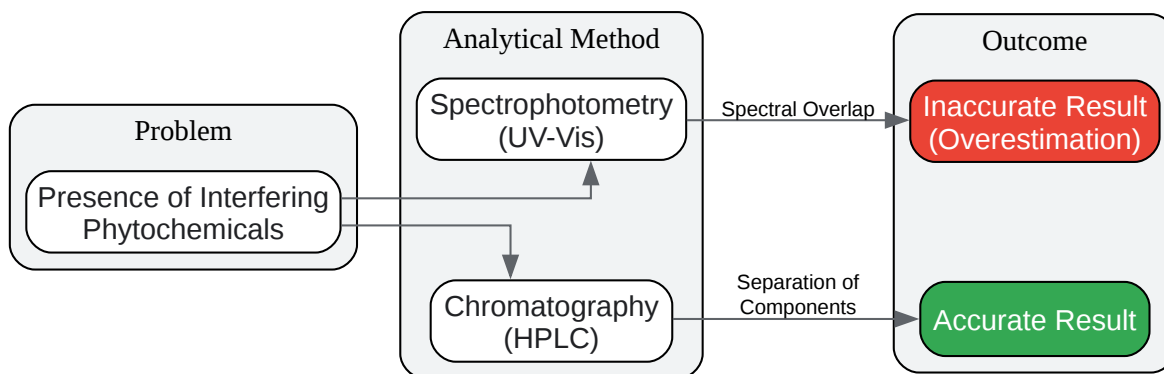 Problem
Presence of Interfering
Phytochemicals
Analytical Method
Spectrophotometry
(UV-Vis)
Chromatography
(HPLC)
Spectral Overlap
Separation of
Components
Outcome
Inaccurate Result
(Overestimation)
Accurate Result